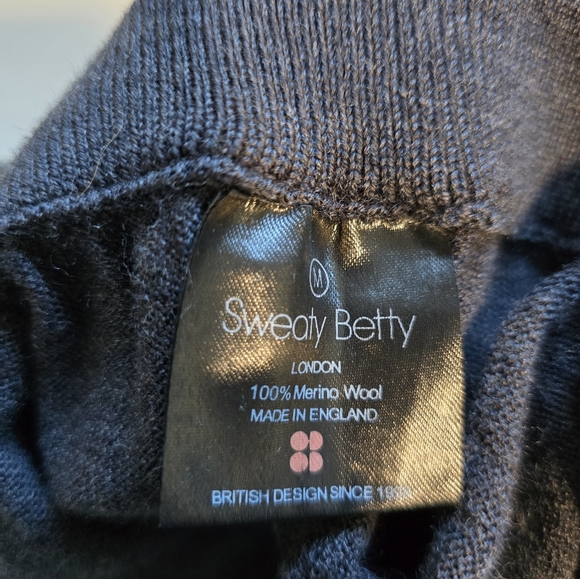 M
Sweaty Betty
LONDON
100% Merino Wool
MADE IN ENGLAND
BRITISH DESIGN SINCE